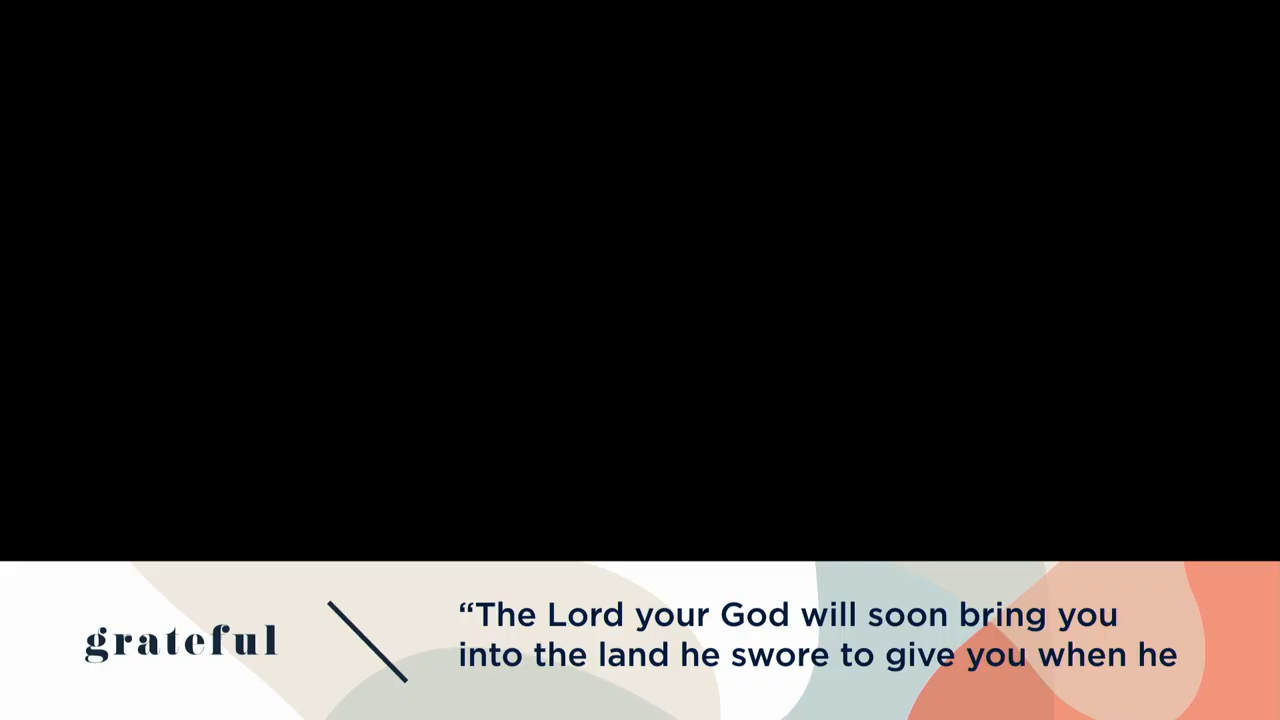 grateful
“The Lord your God will soon bring you
into the land he swore to give you when he